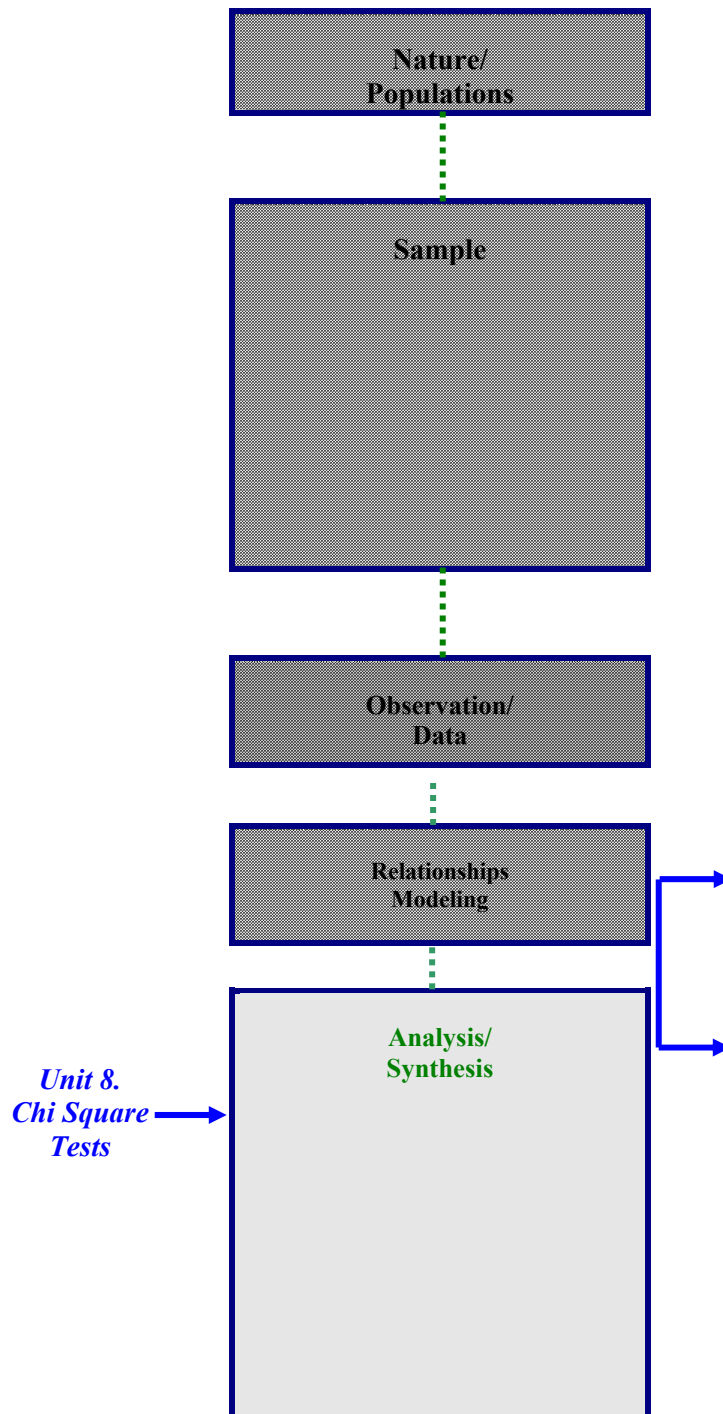 Nature/
Populations
Sample
Observation/
Data
Relationships
Modeling
Analysis/
Synthesis
Unit 8.
Chi Square
Tests